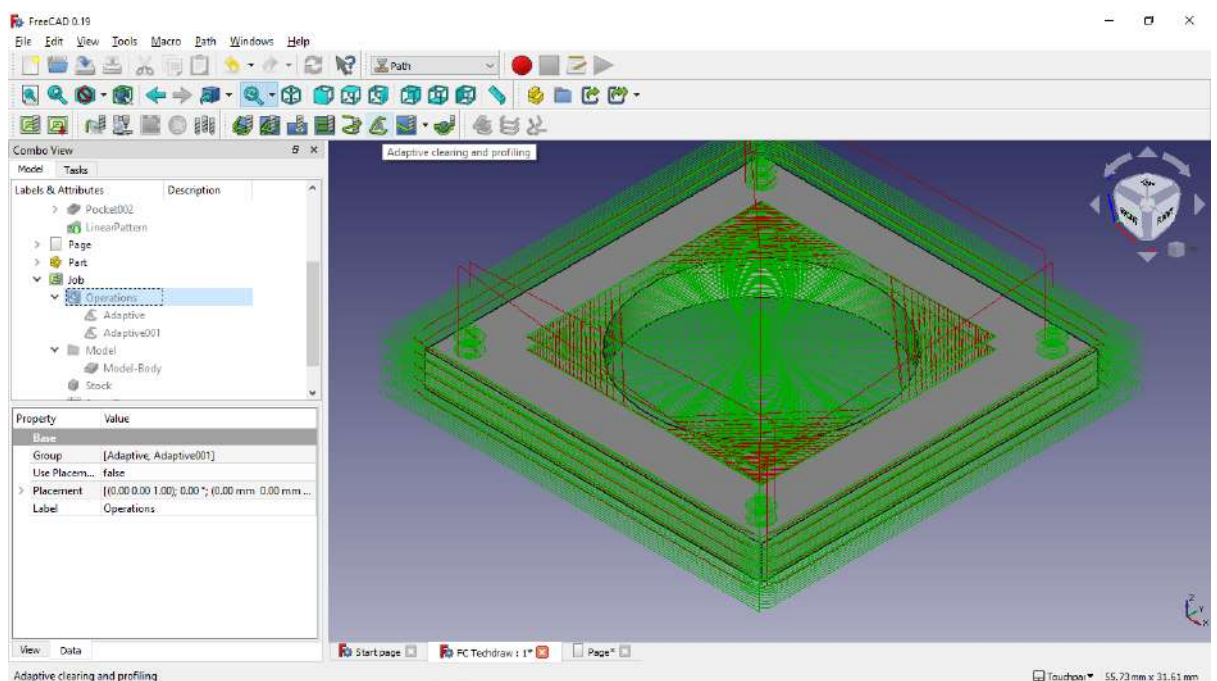 FreeCAD 0.19
File Edit View Tools Macro Path Windows Help
Path
Combo View
Model Tasks
Adaptive clearing and profiling
Labels & Attributes Description
Pocket002
LinearPattern
Page
Part
Job
Operations
Adaptive
Adaptive001
Model
Model-Body
Stock
Property Value
Base
Group [Adaptive, Adaptive001]
Use Placem... false
Placement [(0.00 0.00 1.00); 0.00 °; (0.00 mm 0.00 mm ...
Label Operations
Z
Y
X
View Data
Start page FC Techdraw : 1* Page*
Adaptive clearing and profiling
Touchpar 55.73 mm x 31.61 mm